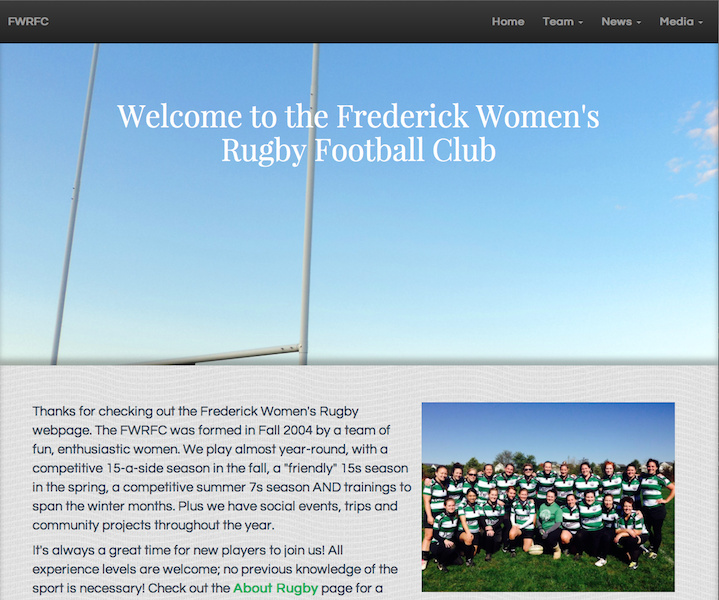 FWRFC
Home Team News Media
Welcome to the Frederick Women's
Rugby Football Club
Thanks for checking out the Frederick Women's Rugby
webpage. The FWRFC was formed in Fall 2004 by a team of
fun, enthusiastic women. We play almost year-round, with a
competitive 15-a-side season in the fall, a "friendly" 15s season
in the spring, a competitive summer 7s season AND trainings to
span the winter months. Plus we have social events, trips and
community projects throughout the year.
It's always a great time for new players to join us! All
experience levels are welcome; no previous knowledge of the
sport is necessary! Check out the About Rugby page for a